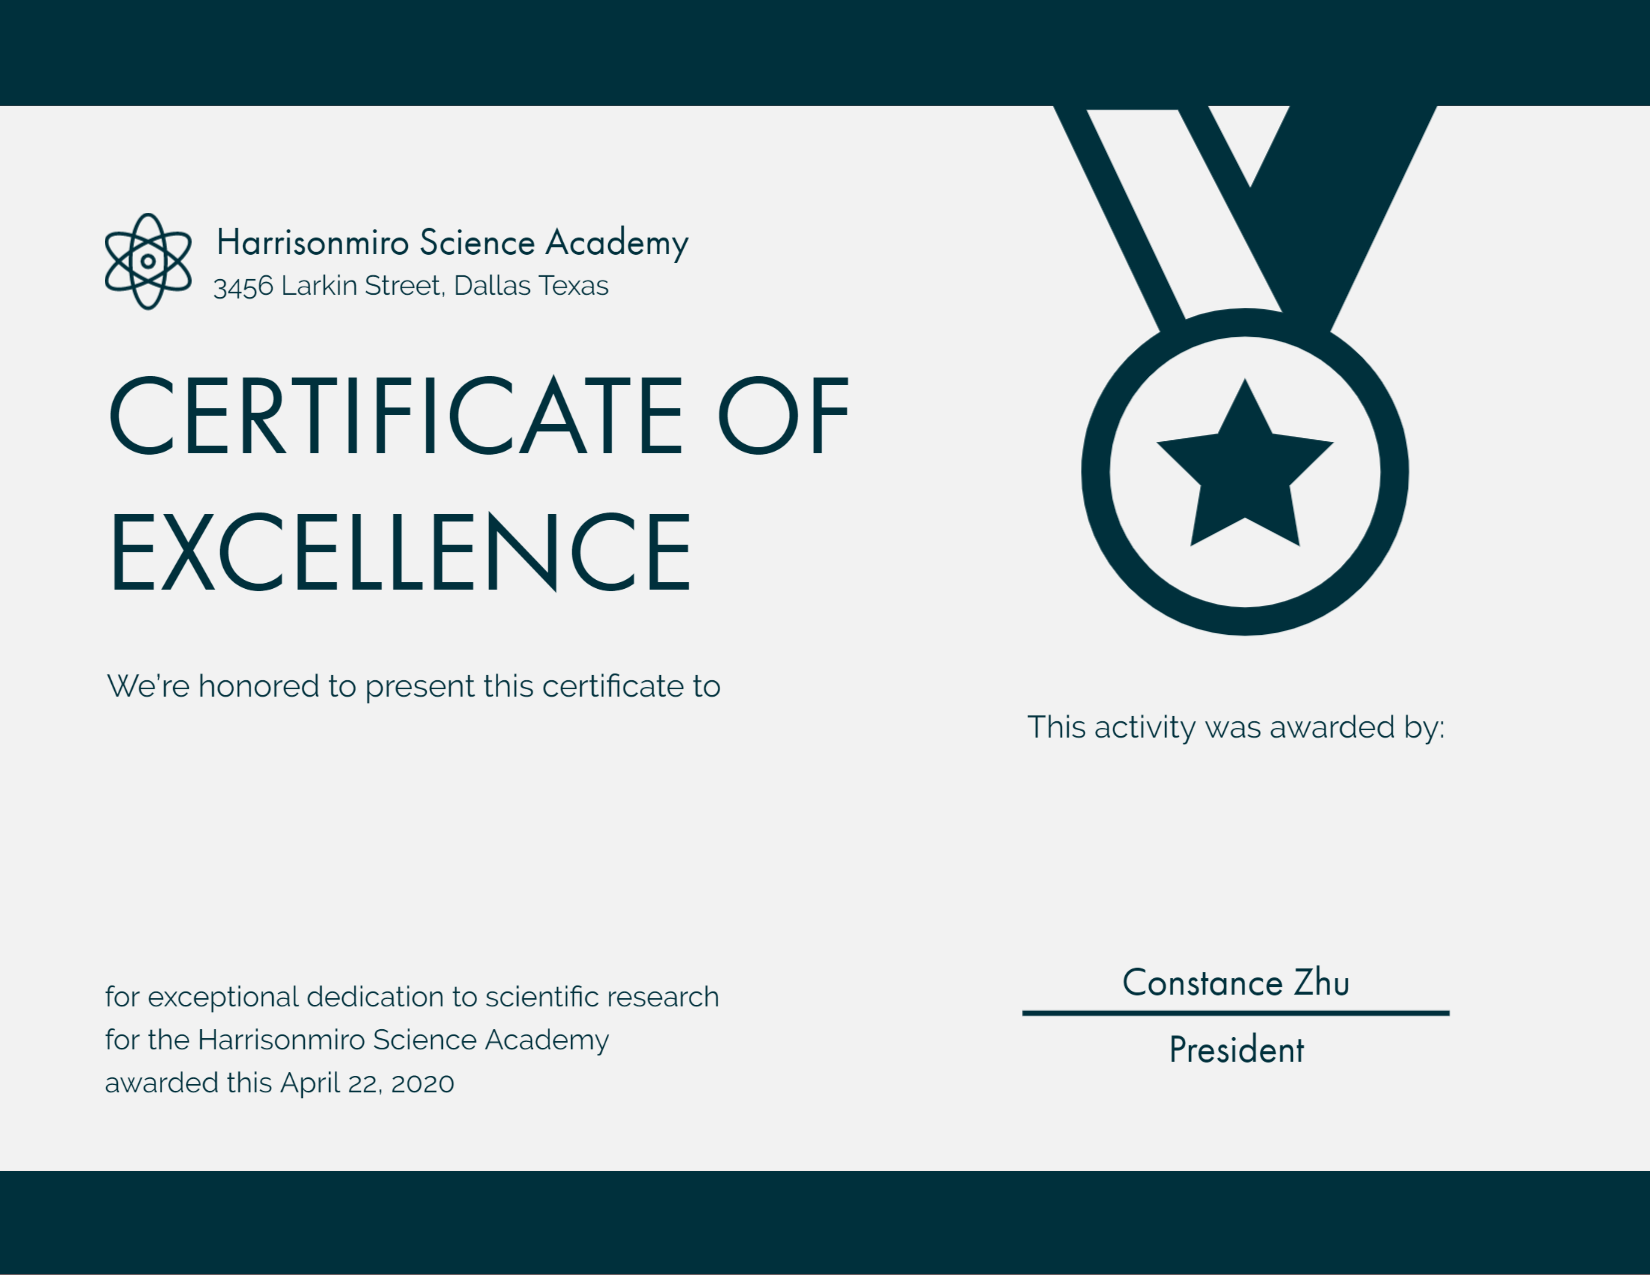 Harrisonmiro Science Academy
3456 Larkin Street, Dallas Texas
CERTIFICATE OF
EXCELLENCE
We're honored to present this certificate to
for exceptional dedication to scientific research
for the Harrisonmiro Science Academy
awarded this April 22, 2020
This activity was awarded by:
Constance Zhu
President